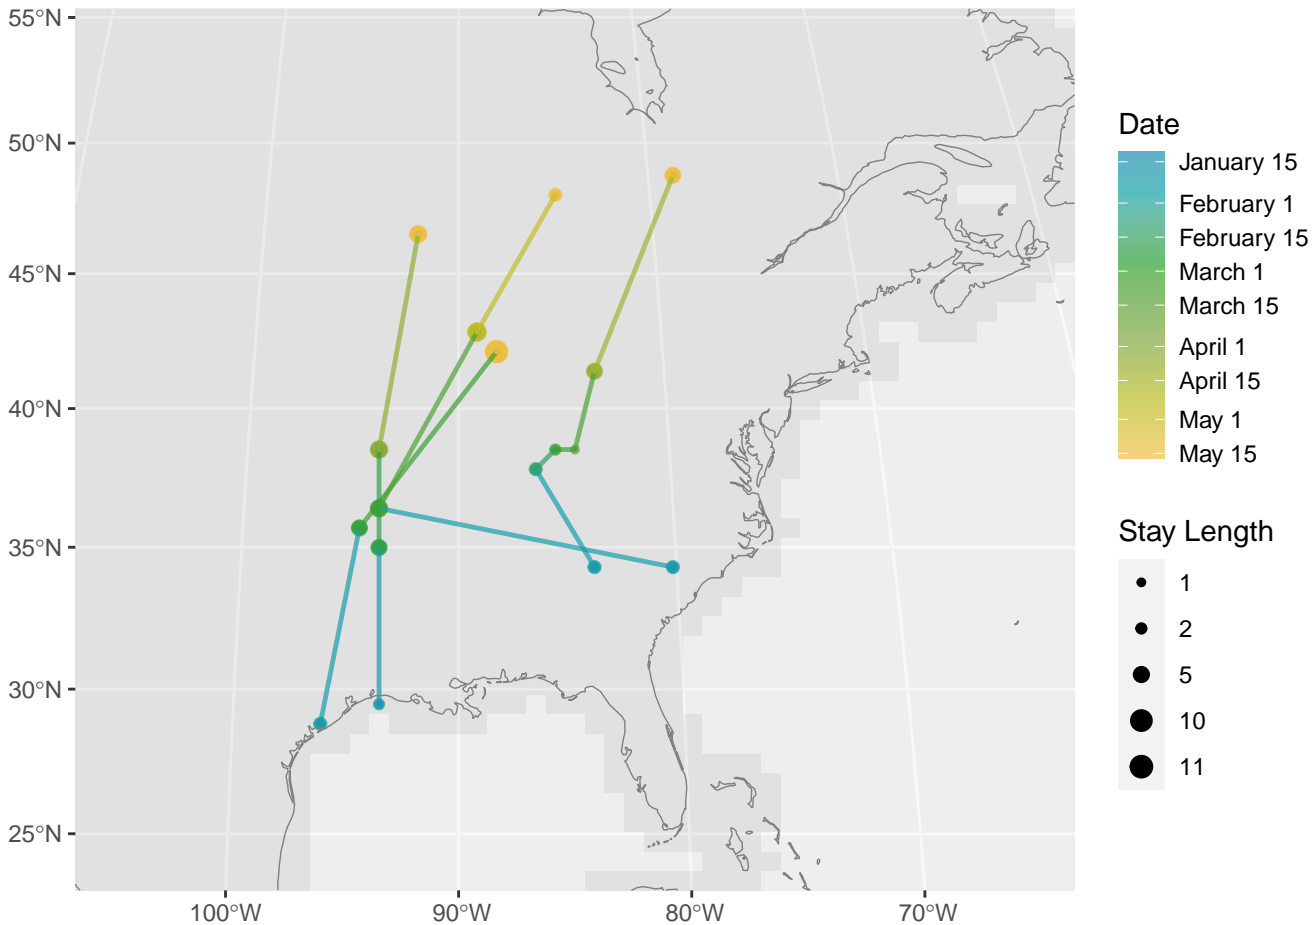 55°N
50°N
45°N
40°N
35°N
30°N
25°N
100°W
90°W
80°W
70°W
Date
January 15
February 1
February 15
March 1
March 15
April 1
April 15
May 1
May 15
Stay Length
1
2
5
10
11